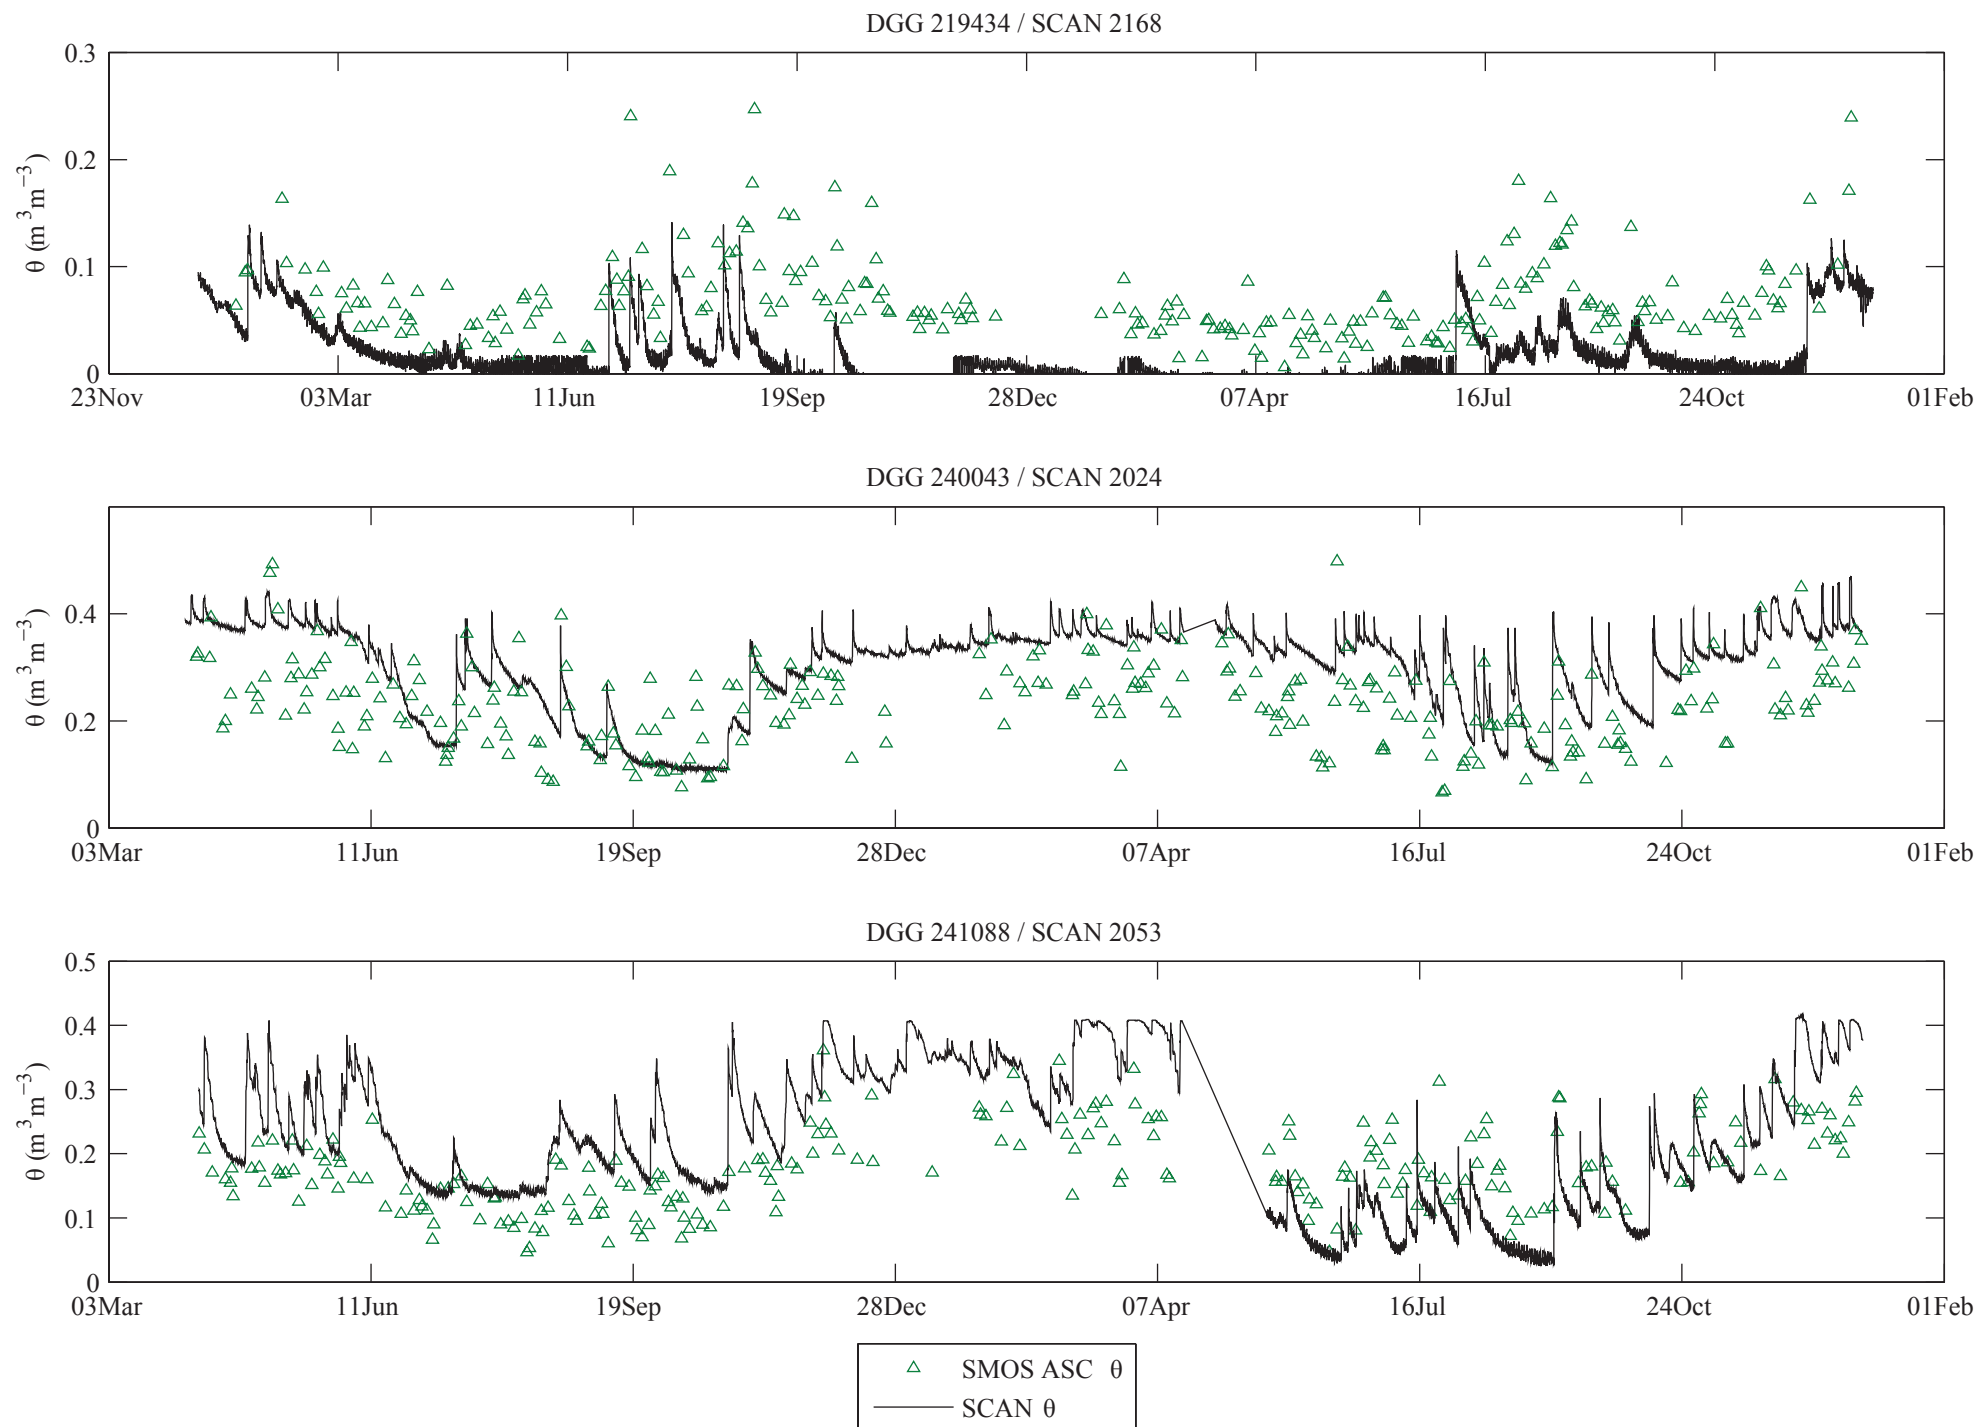 DGG 219434 / SCAN 2168
0.3
0.2
0.1
0
θ (m³m⁻³)
23Nov 03Mar 11Jun 19Sep 28Dec 07Apr 16Jul 24Oct 01Feb
DGG 240043 / SCAN 2024
0.4
0.2
0
θ (m³m⁻³)
03Mar 11Jun 19Sep 28Dec 07Apr 16Jul 24Oct 01Feb
DGG 241088 / SCAN 2053
0.5
0.4
0.3
0.2
0.1
0
θ (m³m⁻³)
03Mar 11Jun 19Sep 28Dec 07Apr 16Jul 24Oct 01Feb
SMOS ASC θ
SCAN θ